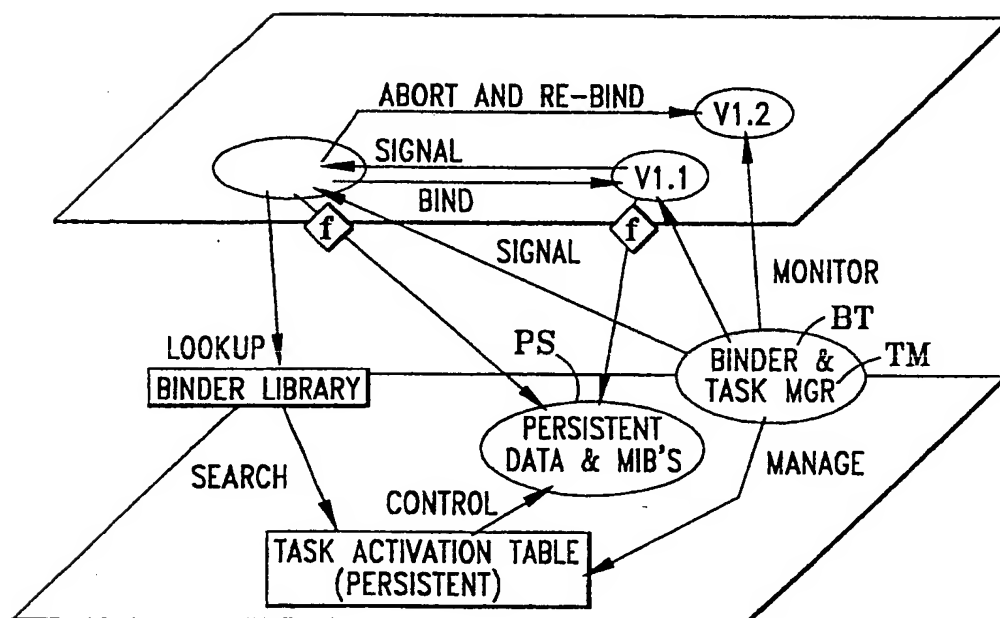 ABORT AND RE-BIND
V1.2
SIGNAL
V1.1
BIND
f
f
SIGNAL
MONITOR
BT
PS
LOOKUP
BINDER &
TM
BINDER LIBRARY
TASK MGR
PERSISTENT
DATA & MIB'S
MANAGE
SEARCH
CONTROL
TASK ACTIVATION TABLE
(PERSISTENT)